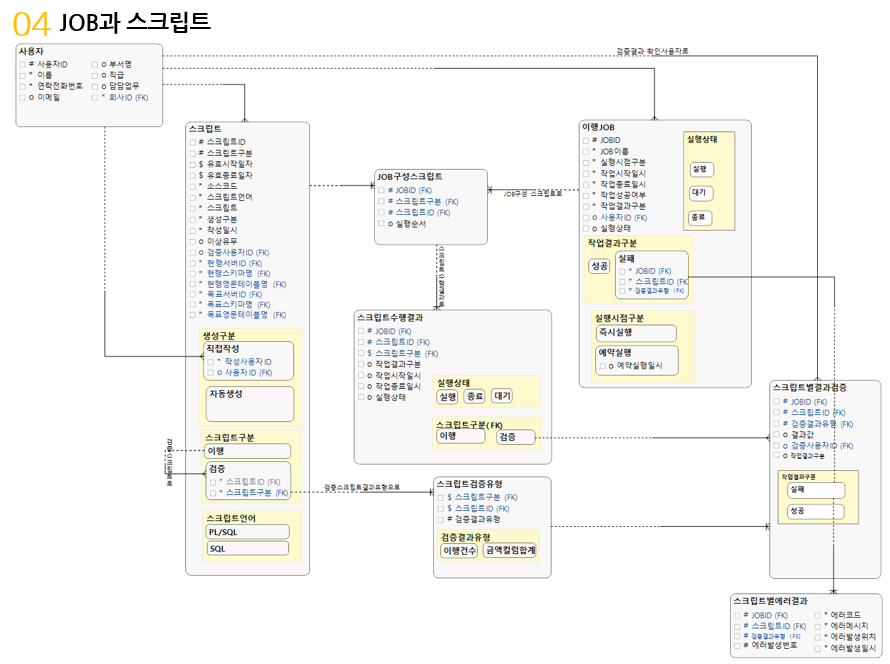 04 JOB과 스크립트
사용자
# 사용자ID
* 이름
* 연락전화번호
o 이메일
o 부서명
o 직급
o 담담업무
* 회사ID (FK)
검증결과 확인사용자로
스크립트
# 스크립트ID
# 스크립트구분
$ 유효시작일자
$ 유효종료일자
* 소스코드
* 스크립트언어
* 스크립트
* 생성구분
* 작성일시
o 이상유무
o 검증사용자ID (FK)
* 현행서버ID (FK)
* 현행스키마명 (FK)
* 현행영문테이블명 (FK)
* 목표서버ID (FK)
* 목표스키마명 (FK)
* 목표영문테이블명 (FK)
생성구분
직접작성
* 작성사용자ID
o 사용자ID (FK)
자동생성
스크립트구분
이행
검증
* 스크립트ID (FK)
* 스크립트구분 (FK)
스크립트언어
PL/SQL
SQL
JOB구성스크립트
# JOBID (FK)
# 스크립트구분 (FK)
# 스크립트ID (FK)
o 실행순서
JOB구성 스크립트로
스크립트수행결과로
이행JOB
# JOBID
* JOB이름
* 실행시점구분
* 작업시작일시
* 작업종료일시
* 작업성공여부
* 작업결과구분
o 사용자ID (FK)
o 실행상태
실행상태
실행
대기
종료
작업결과구분
성공
실패
* JOBID (FK)
* 스크립트ID (FK)
* 검증결과유형 (FK)
실행시점구분
즉시실행
예약실행
o 예약실행일시
스크립트수행결과
# JOBID (FK)
# 스크립트ID (FK)
$ 스크립트구분 (FK)
o 작업결과구분
o 작업시작일시
o 작업종료일시
o 실행상태
실행상태
실행 종료 대기
스크립트구분(FK)
이행 검증
검증스크립트결과유형으로
스크립트검증유형
$ 스크립트구분 (FK)
$ 스크립트ID (FK)
# 검증결과유형
검증결과유형
이행건수 금액컬럼합계
스크립트별결과검증
# JOBID (FK)
# 스크립트ID (FK)
# 검증결과유형 (FK)
o 결과값
o 검증사용자ID (FK)
o 작업결과구분
작업결과구분
실패
성공
스크립트별에러결과
# JOBID (FK)
# 스크립트ID (FK)
# 검증결과유형 (FK)
# 에러발생번호
* 에러코드
* 에러메시지
* 에러발생위치
* 에러발생일시